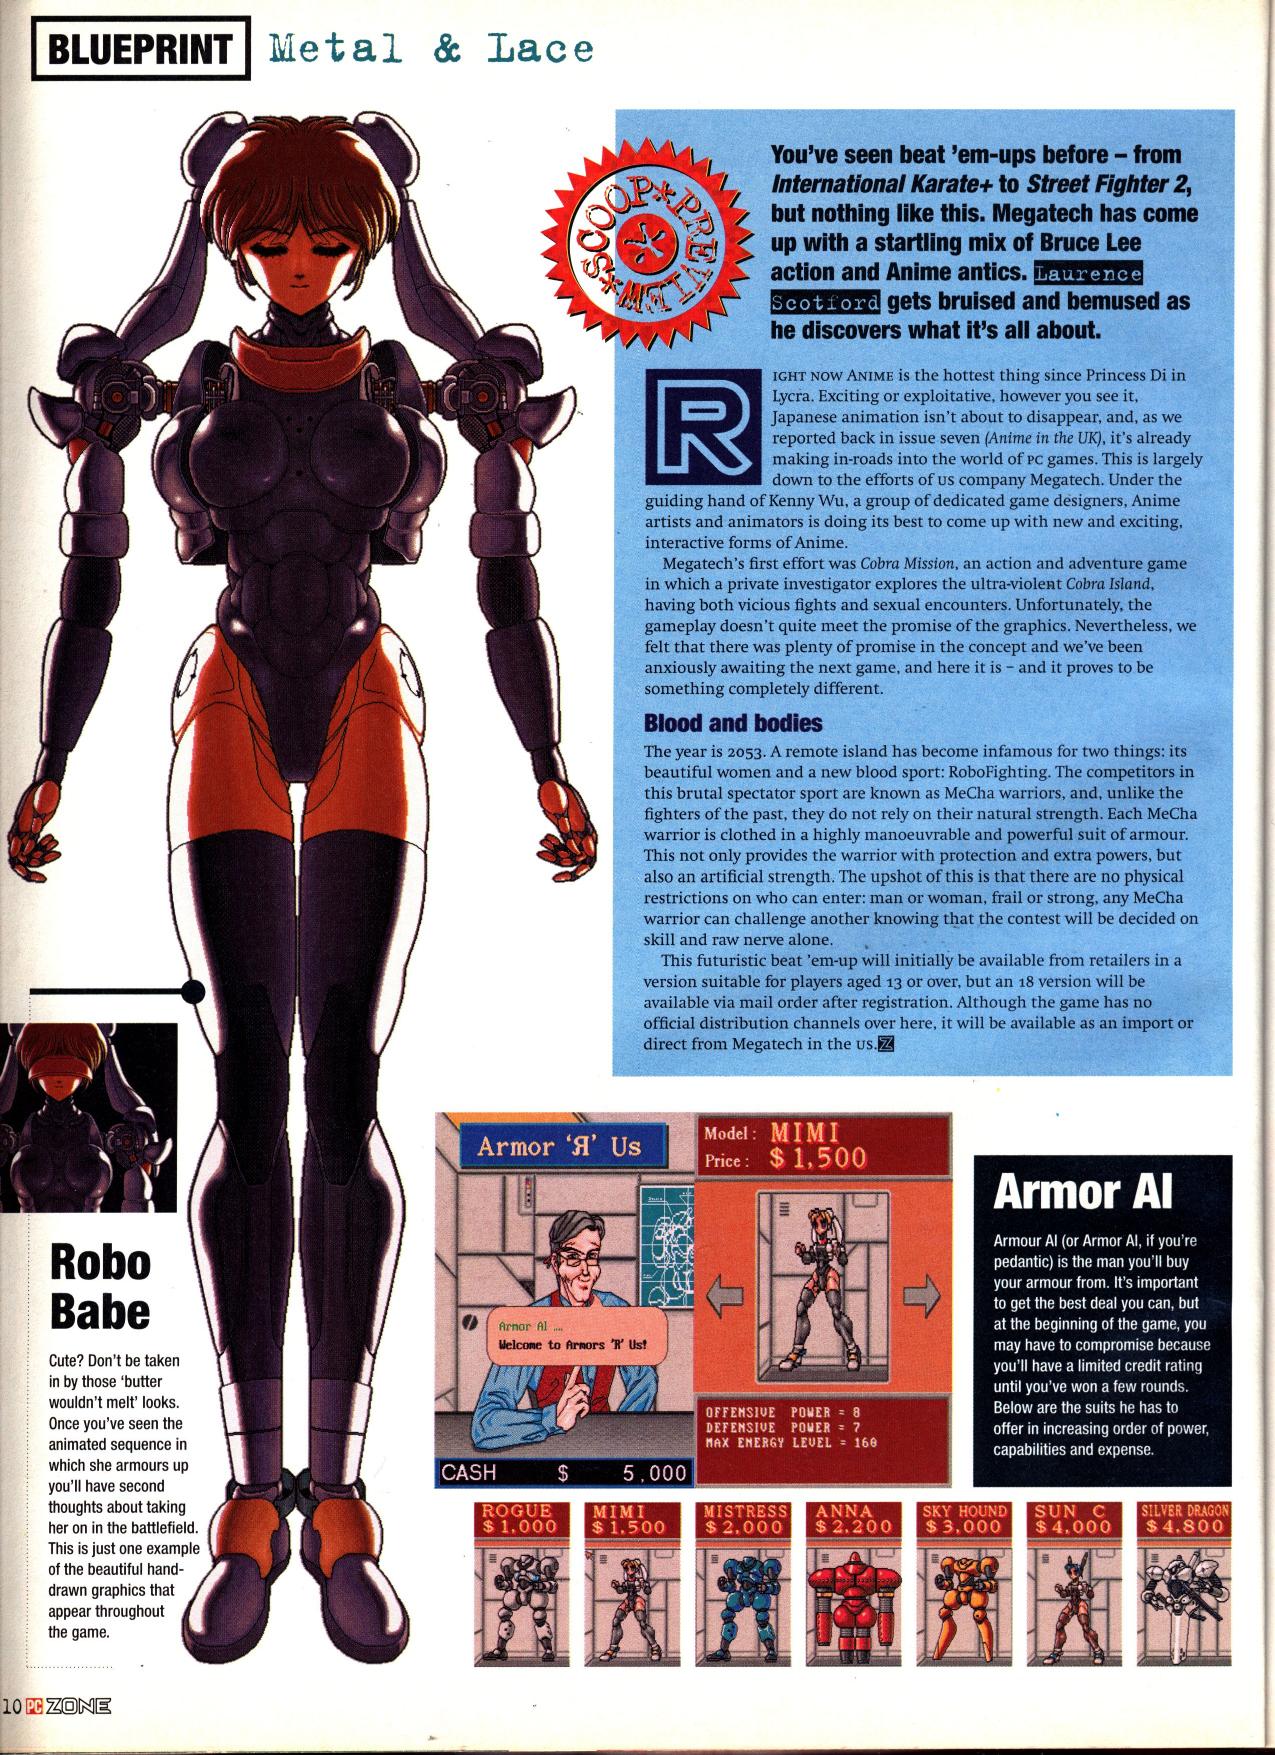 BLUEPRINT Metal & Lace
SCOOP*PREVIEW*
You've seen beat 'em-ups before – from
International Karate+ to Street Fighter 2,
but nothing like this. Megatech has come
up with a startling mix of Bruce Lee
action and Anime antics. Laurence
Scotford gets bruised and bemused as
he discovers what it's all about.
RIGHT NOW ANIME is the hottest thing since Princess Di in
Lycra. Exciting or exploitative, however you see it,
Japanese animation isn't about to disappear, and, as we
reported back in issue seven (Anime in the UK), it's already
making in-roads into the world of PC games. This is largely
down to the efforts of US company Megatech. Under the
guiding hand of Kenny Wu, a group of dedicated game designers, Anime
artists and animators is doing its best to come up with new and exciting,
interactive forms of Anime.
Megatech's first effort was Cobra Mission, an action and adventure game
in which a private investigator explores the ultra-violent Cobra Island,
having both vicious fights and sexual encounters. Unfortunately, the
gameplay doesn't quite meet the promise of the graphics. Nevertheless, we
felt that there was plenty of promise in the concept and we've been
anxiously awaiting the next game, and here it is – and it proves to be
something completely different.
Blood and bodies
The year is 2053. A remote island has become infamous for two things: its
beautiful women and a new blood sport: RoboFighting. The competitors in
this brutal spectator sport are known as MeCha warriors, and, unlike the
fighters of the past, they do not rely on their natural strength. Each MeCha
warrior is clothed in a highly manoeuvrable and powerful suit of armour.
This not only provides the warrior with protection and extra powers, but
also an artificial strength. The upshot of this is that there are no physical
restrictions on who can enter: man or woman, frail or strong, any MeCha
warrior can challenge another knowing that the contest will be decided on
skill and raw nerve alone.
This futuristic beat 'em-up will initially be available from retailers in a
version suitable for players aged 13 or over, but an 18 version will be
available via mail order after registration. Although the game has no
official distribution channels over here, it will be available as an import or
direct from Megatech in the US. Z
Robo
Babe
Cute? Don't be taken
in by those 'butter
wouldn't melt' looks.
Once you've seen the
animated sequence in
which she armours up
you'll have second
thoughts about taking
her on in the battlefield.
This is just one example
of the beautiful hand-
drawn graphics that
appear throughout
the game.
Armor 'Я' Us
Armor Al ....
Welcome to Armors 'R' Us!
CASH $ 5,000
Model: MIMI
Price: $1,500
OFFENSIVE POWER = 8
DEFENSIVE POWER = 7
MAX ENERGY LEVEL = 160
Armor Al
Armour Al (or Armor Al, if you're
pedantic) is the man you'll buy
your armour from. It's important
to get the best deal you can, but
at the beginning of the game, you
may have to compromise because
you'll have a limited credit rating
until you've won a few rounds.
Below are the suits he has to
offer in increasing order of power,
capabilities and expense.
ROGUE
$1,000
MIMI
$1,500
MISTRESS
$2,000
ANNA
$2,200
SKY HOUND
$3,000
SUN C
$4,000
SILVER DRAGON
$4,800
10 PC ZONE